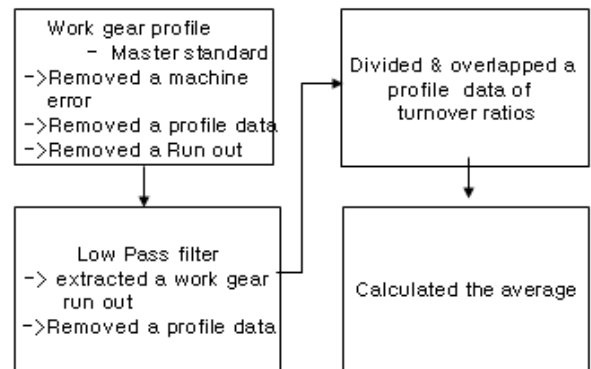 Work gear profile
- Master standard
->Removed a machine
error
->Removed a profile data
->Removed a Run out
Low Pass filter
-> extracted a work gear
run out
->Removed a profile data
Divided & overlapped a
profile data of
turnover ratios
Calculated the average